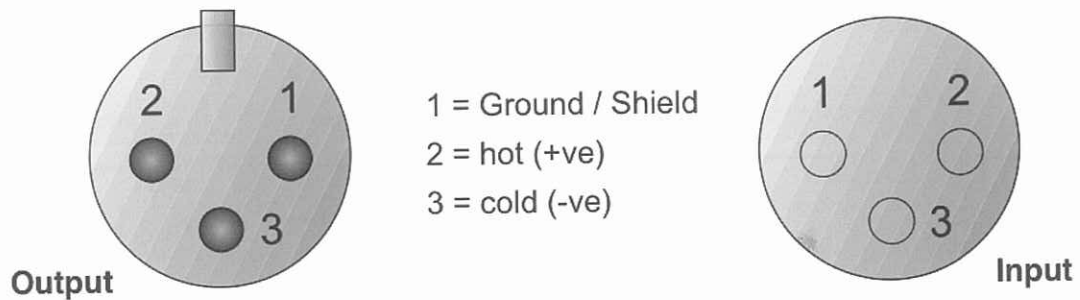 2 1
3
Output
1 = Ground / Shield
2 = hot (+ve)
3 = cold (-ve)
1 2
3
Input